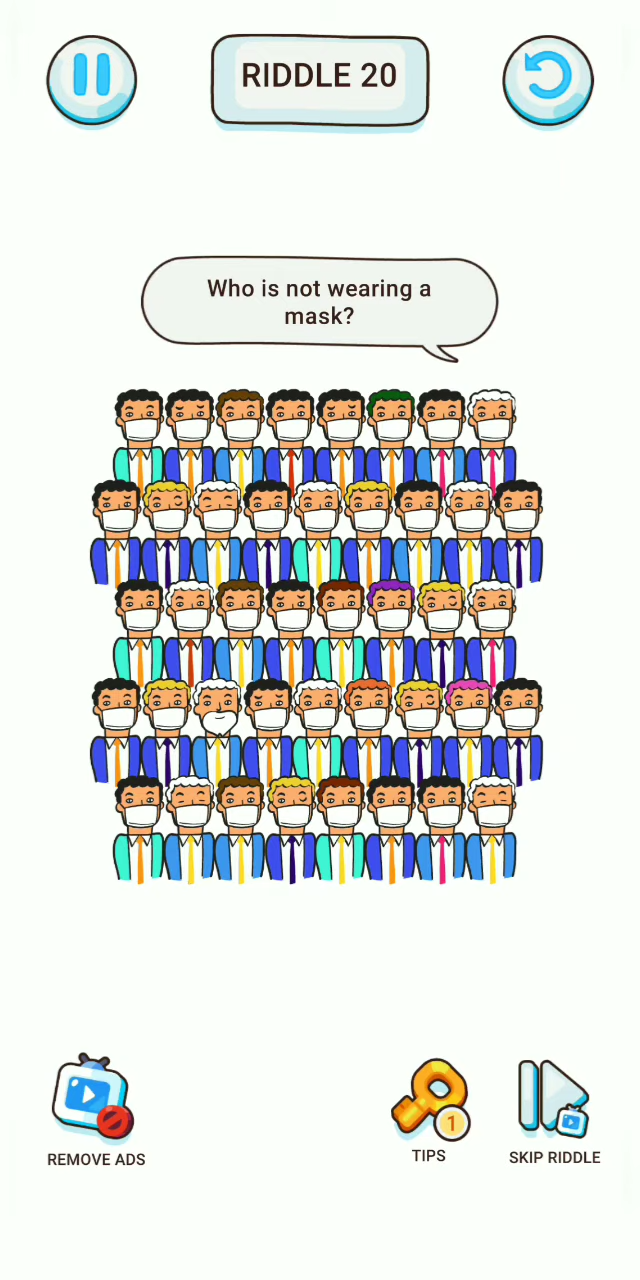 RIDDLE 20
Who is not wearing a
mask?
1
REMOVE ADS
TIPS
SKIP RIDDLE